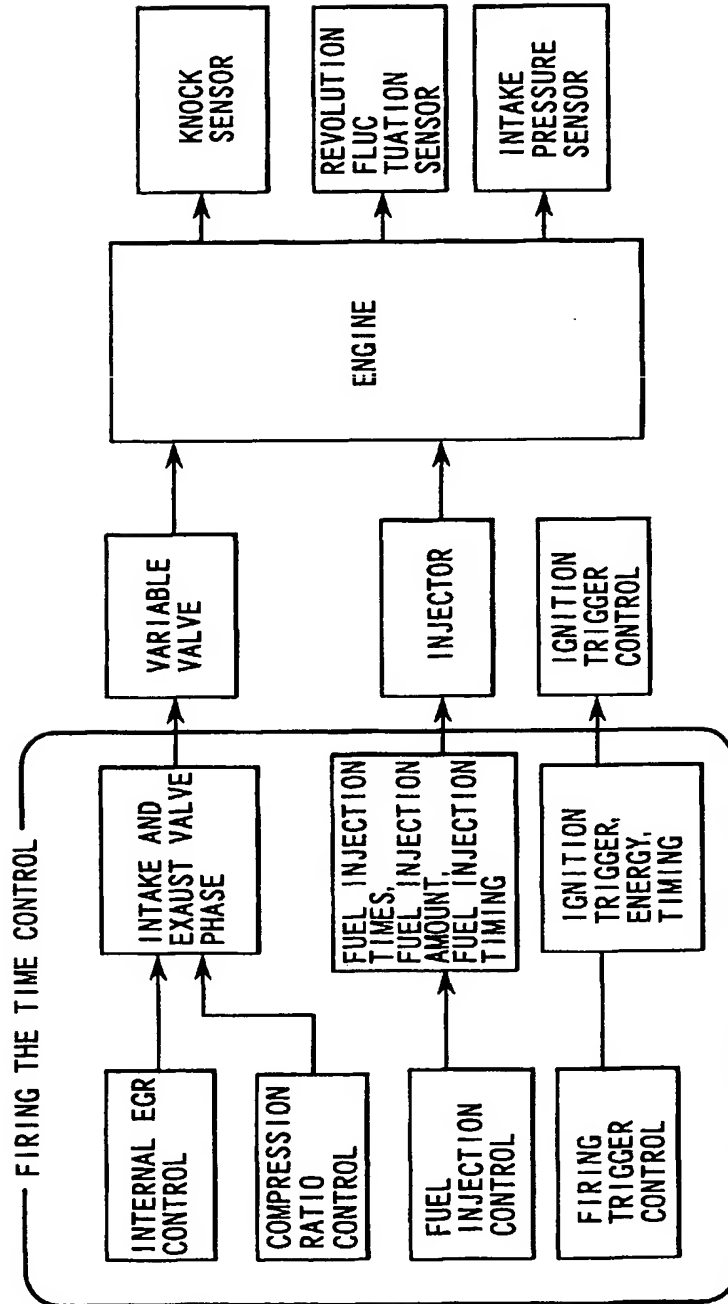 FIRING THE TIME CONTROL
INTERNAL EGR
CONTROL
COMPRESSION
RATIO
CONTROL
FUEL
INJECTION
CONTROL
FIRING
TRIGGER
CONTROL
INTAKE AND
EXAUST VALVE
PHASE
FUEL INJECTION
TIMES,
FUEL INJECTION
AMOUNT,
FUEL INJECTION
TIMING
IGNITION
TRIGGER,
ENERGY,
TIMING
VARIABLE
VALVE
INJECTOR
IGNITION
TRIGGER
CONTROL
ENGINE
KNOCK
SENSOR
REVOLUTION
FLUC
TUATION
SENSOR
INTAKE
PRESSURE
SENSOR